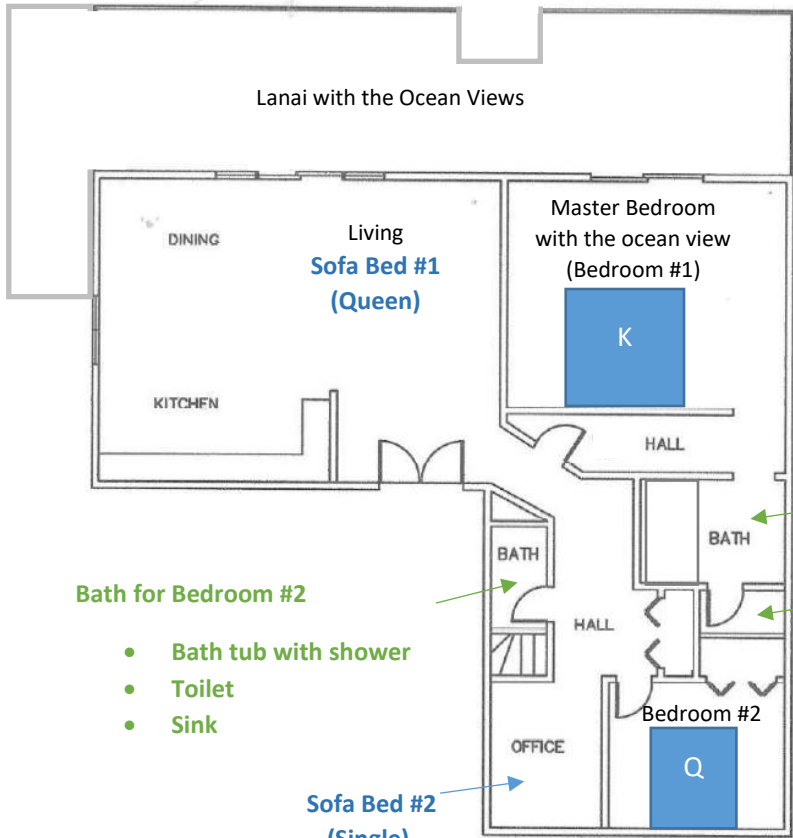 Lanai with the Ocean Views
DINING
Living
Sofa Bed #1
(Queen)
Master Bedroom
with the ocean view
(Bedroom #1)
K
KITCHEN
HALL
BATH
BATH
Bath for Bedroom #2
• Bath tub with shower
• Toilet
• Sink
HALL
Bedroom #2
OFFICE
Q
Sofa Bed #2
(Single)